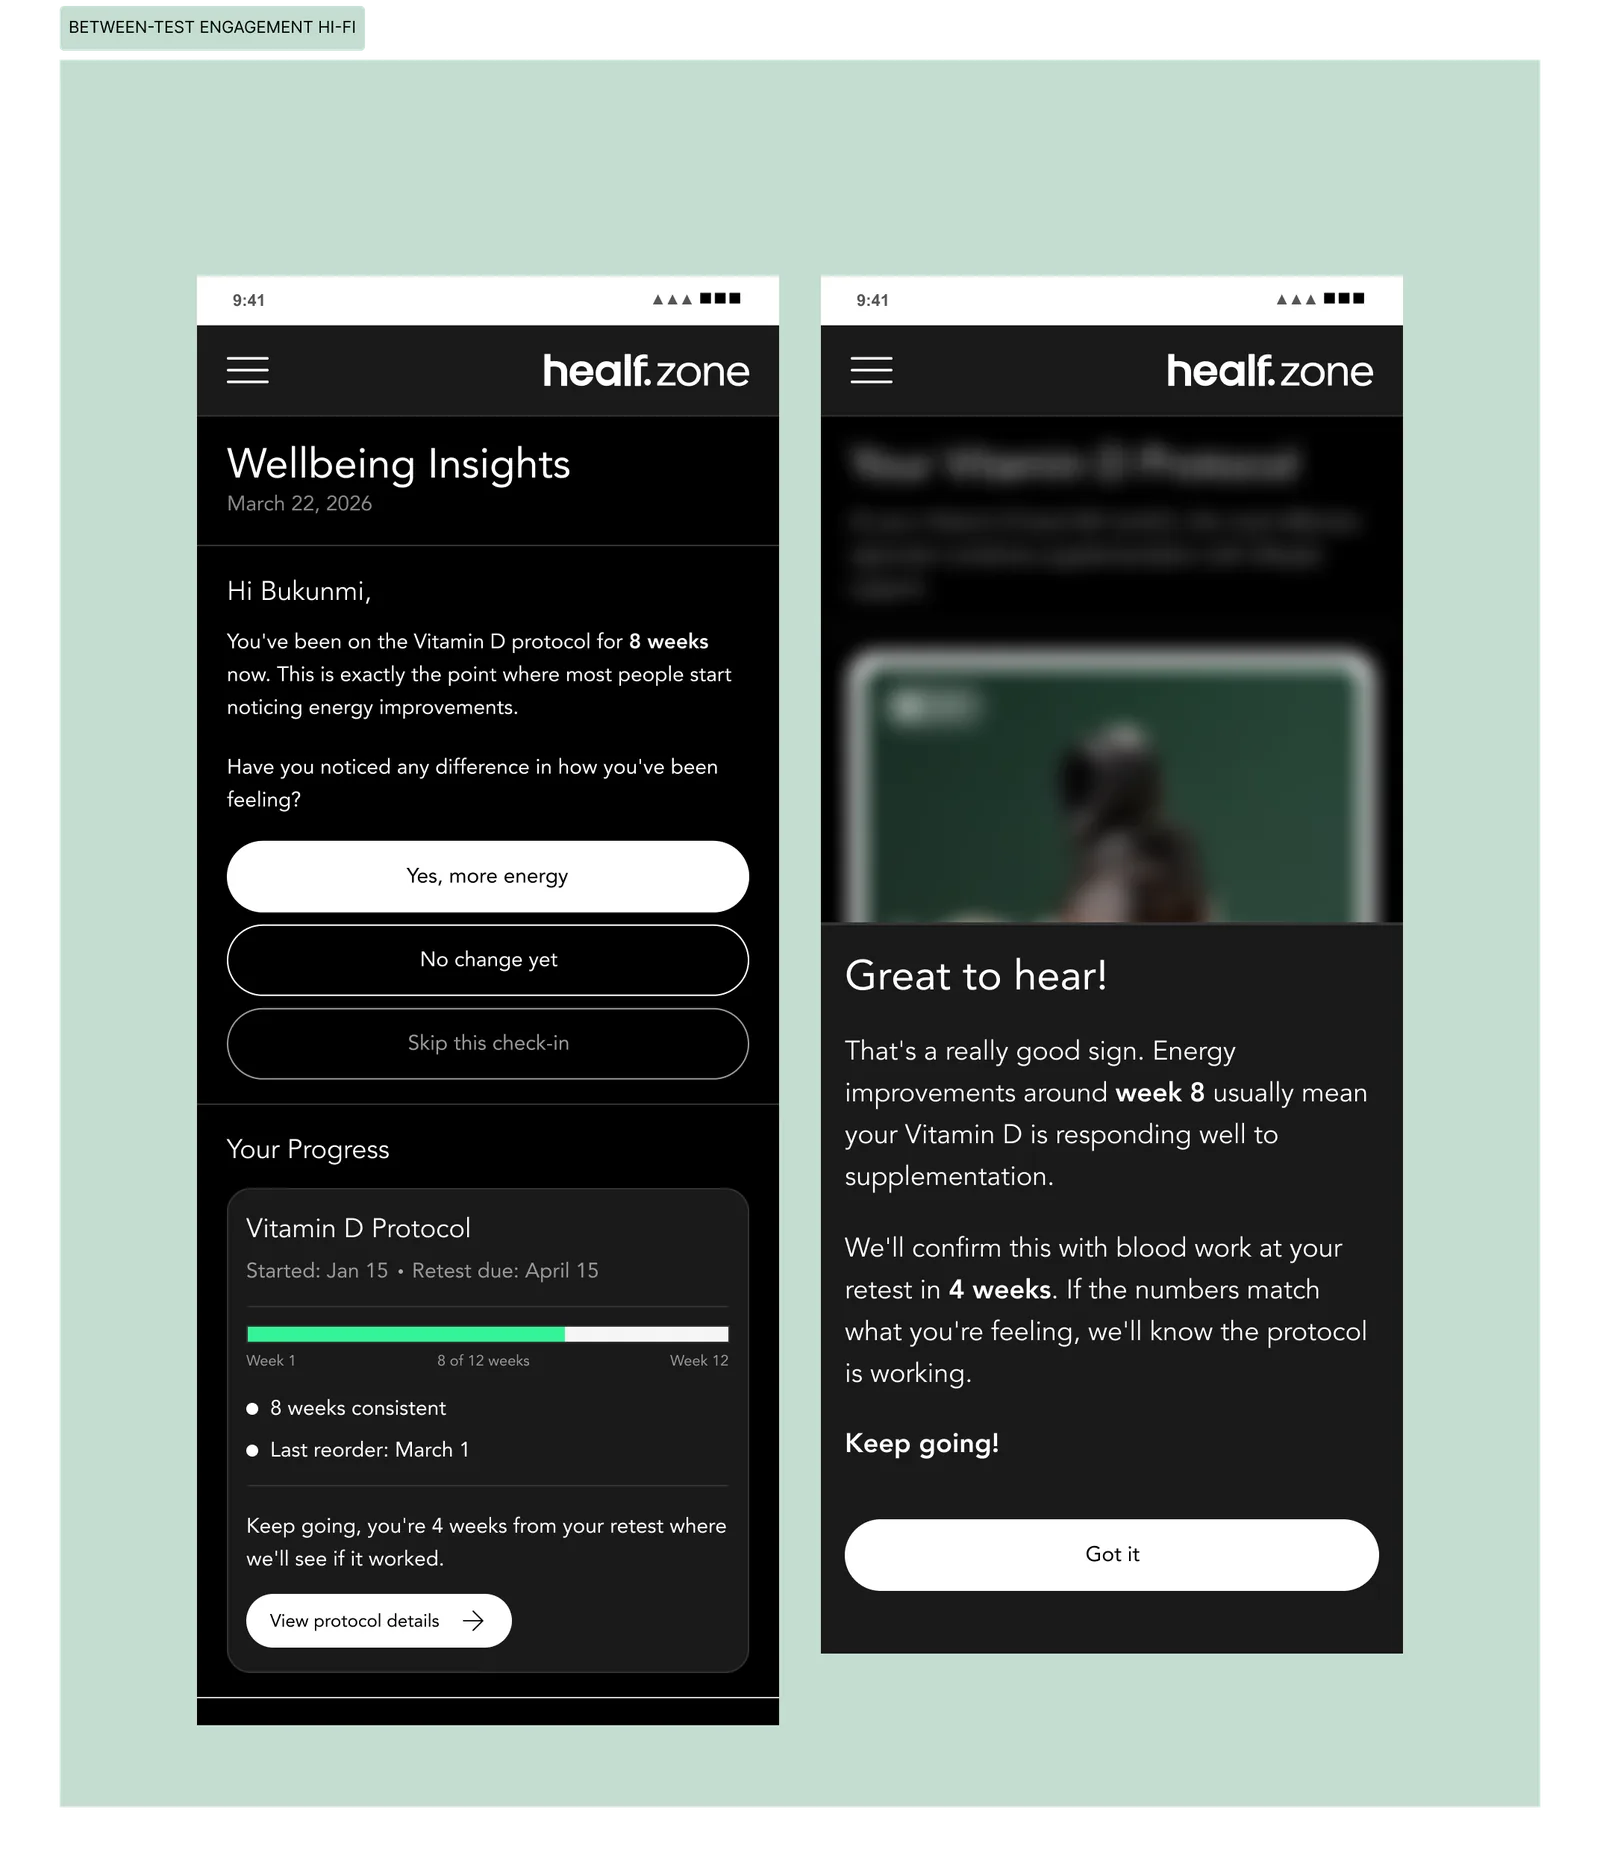 BETWEEN-TEST ENGAGEMENT HI-FI
9:41
healf.zone
Wellbeing Insights
March 22, 2026
Hi Bukunmi,
You've been on the Vitamin D protocol for 8 weeks
now. This is exactly the point where most people start
noticing energy improvements.
Have you noticed any difference in how you've been
feeling?
Yes, more energy
No change yet
Skip this check-in
Your Progress
Vitamin D Protocol
Started: Jan 15 • Retest due: April 15
Week 1
8 of 12 weeks
Week 12
8 weeks consistent
Last reorder: March 1
Keep going, you're 4 weeks from your retest where
we'll see if it worked.
View protocol details
9:41
healf.zone
Your Vitamin D Protocol
Great to hear!
That's a really good sign. Energy
improvements around week 8 usually mean
your Vitamin D is responding well to
supplementation.
We'll confirm this with blood work at your
retest in 4 weeks. If the numbers match
what you're feeling, we'll know the protocol
is working.
Keep going!
Got it